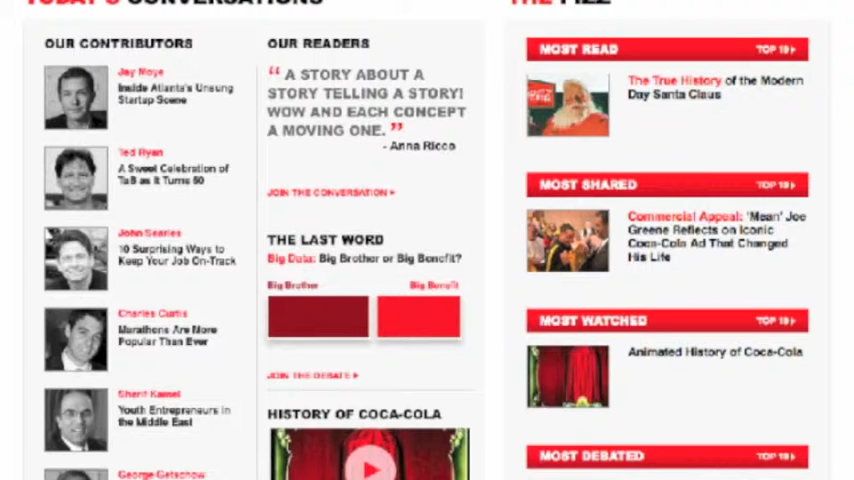 TODAY'S CONVERSATIONS
THE FIZZ
OUR CONTRIBUTORS
Jay Moye
Inside Atlanta's Unsung
Startup Scene
Ted Ryan
A Sweet Celebration of
TaB as It Turns 50
John Searles
10 Surprising Ways to
Keep Your Job On-Track
Charles Curtis
Marathons Are More
Popular Than Ever
Sherif Kamel
Youth Entrepreneurs in
the Middle East
George Getschow
OUR READERS
“ A STORY ABOUT A
STORY TELLING A STORY!
WOW AND EACH CONCEPT
A MOVING ONE. ”
- Anna Ricco
JOIN THE CONVERSATION
THE LAST WORD
Big Data: Big Brother or Big Benefit?
Big Brother
Big Benefit
JOIN THE DEBATE
HISTORY OF COCA-COLA
MOST READ
TOP 10
The True History of the Modern
Day Santa Claus
MOST SHARED
TOP 10
Commercial Appeal: 'Mean' Joe
Greene Reflects on Iconic
Coca-Cola Ad That Changed
His Life
MOST WATCHED
TOP 10
Animated History of Coca-Cola
MOST DEBATED
TOP 10